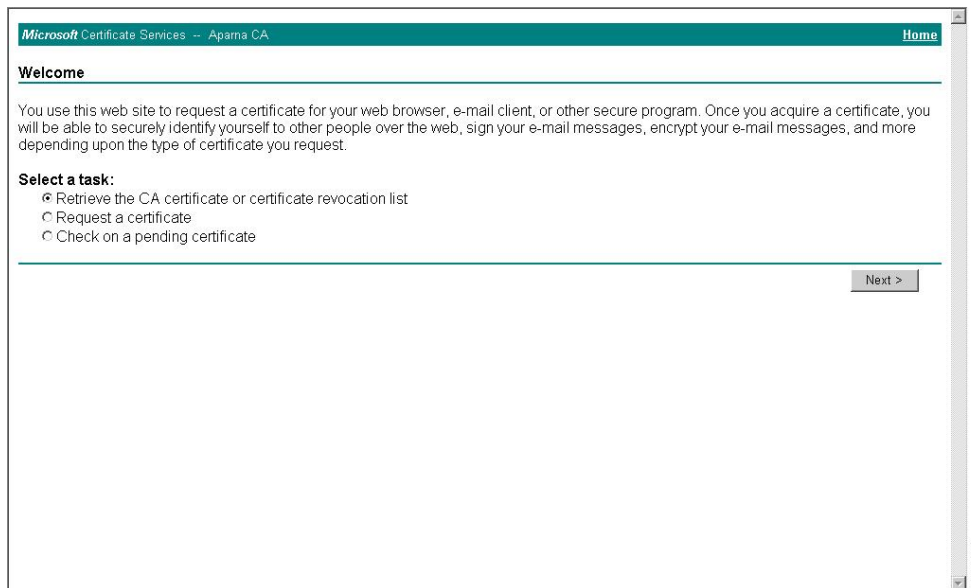 Microsoft Certificate Services -- Aparna CA Home
Welcome
You use this web site to request a certificate for your web browser, e-mail client, or other secure program. Once you acquire a certificate, you
will be able to securely identify yourself to other people over the web, sign your e-mail messages, encrypt your e-mail messages, and more
depending upon the type of certificate you request.
Select a task:
Retrieve the CA certificate or certificate revocation list
Request a certificate
Check on a pending certificate
Next >